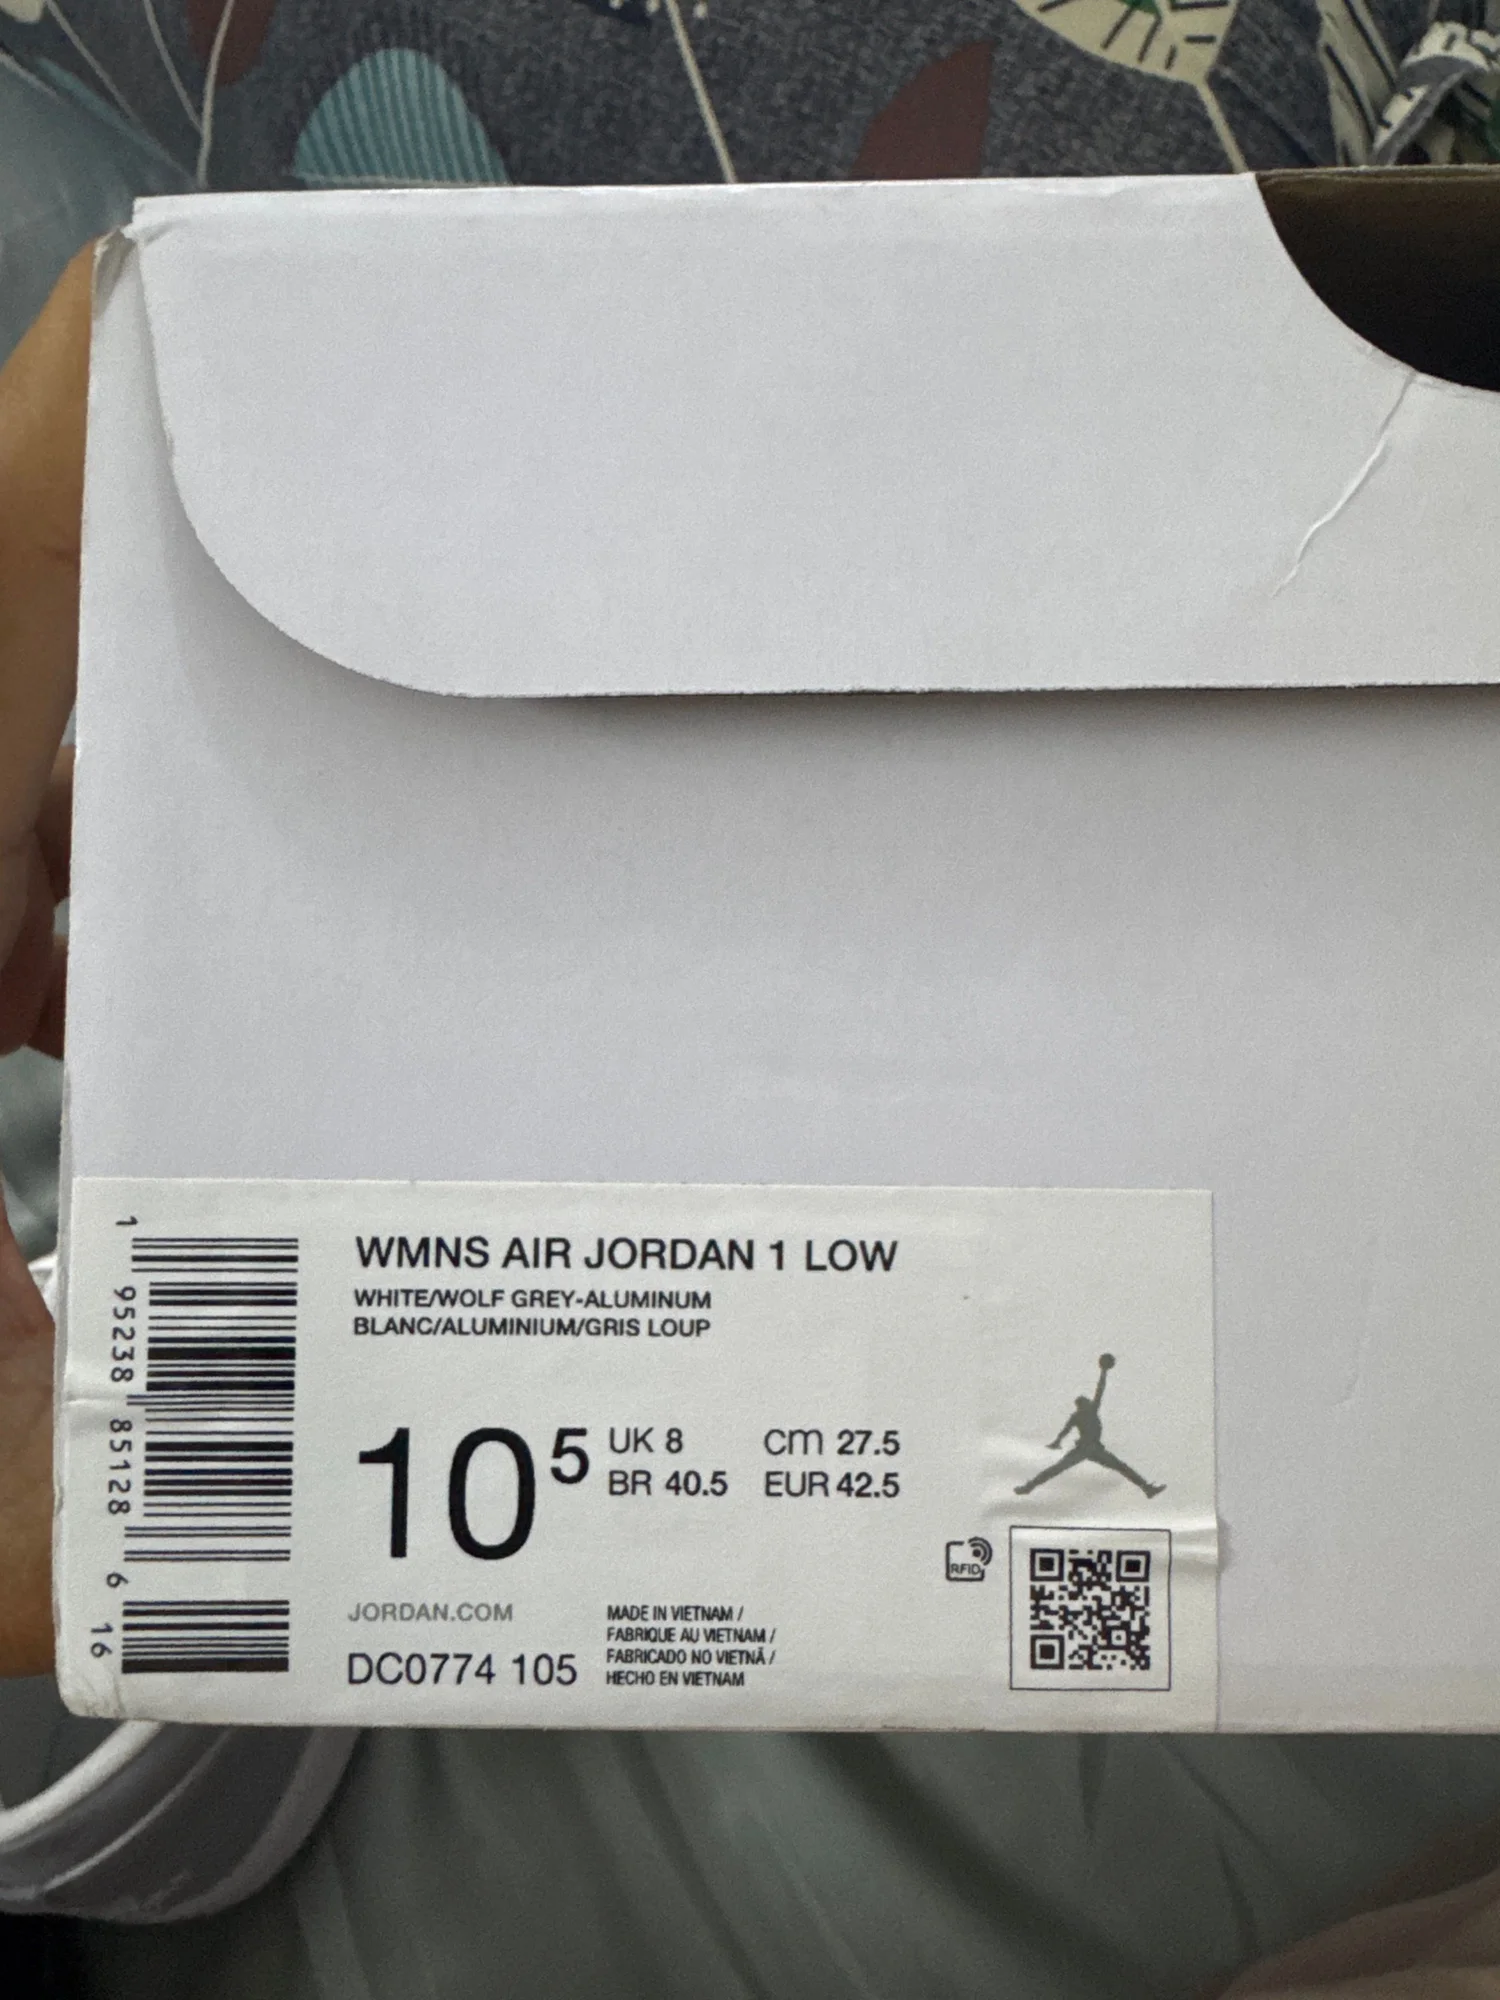 WMNS AIR JORDAN 1 LOW
WHITE/WOLF GREY-ALUMINUM
BLANC/ALUMINIUM/GRIS LOUP
10 5
UK 8
CM 27.5
BR 40.5
EUR 42.5
JORDAN.COM
DC0774 105
MADE IN VIETNAM /
FABRIQUE AU VIETNAM /
FABRICADO NO VIETNÃ /
HECHO EN VIETNAM
RFID
1 95238 85128 6 16